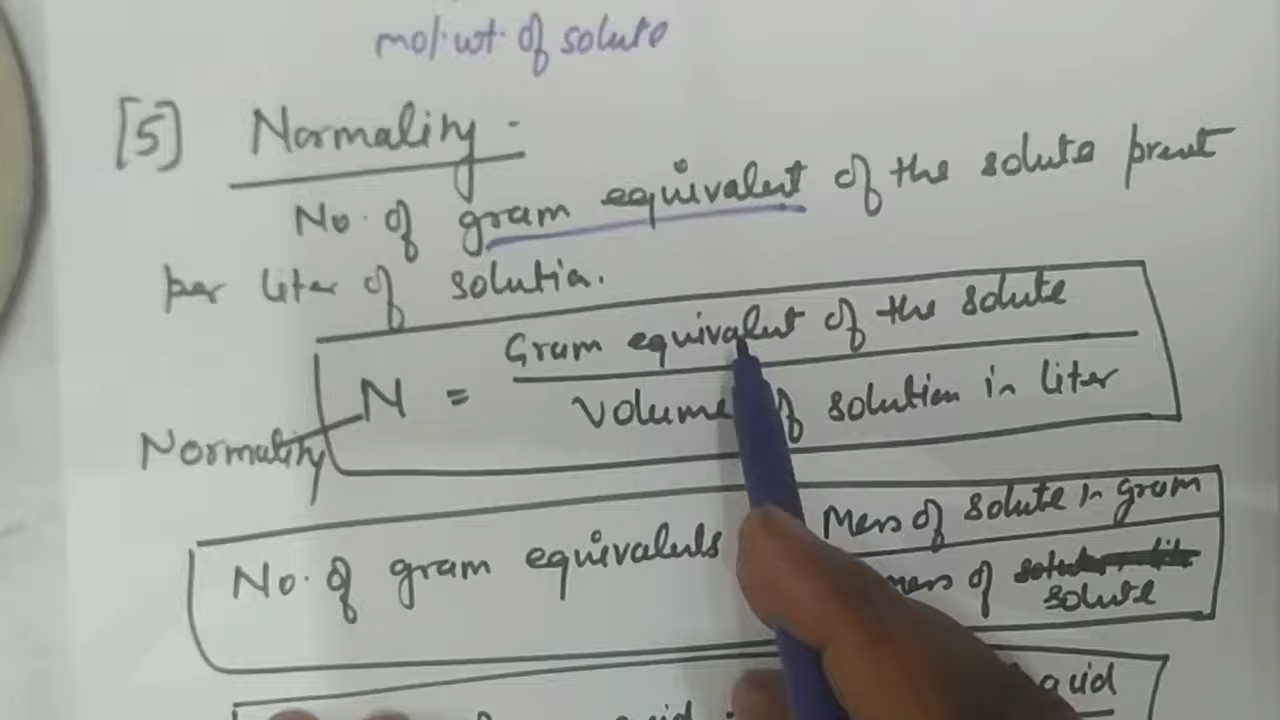 mol.wt. of solute
[5] Normality.
No. of gram equivalent of the solute
per liter of solution.
N = Gram equivalent of the solute
Volume of solution in liter
Normality
No. of gram equivalents Mass of solute in gram
mass of
solute
acid